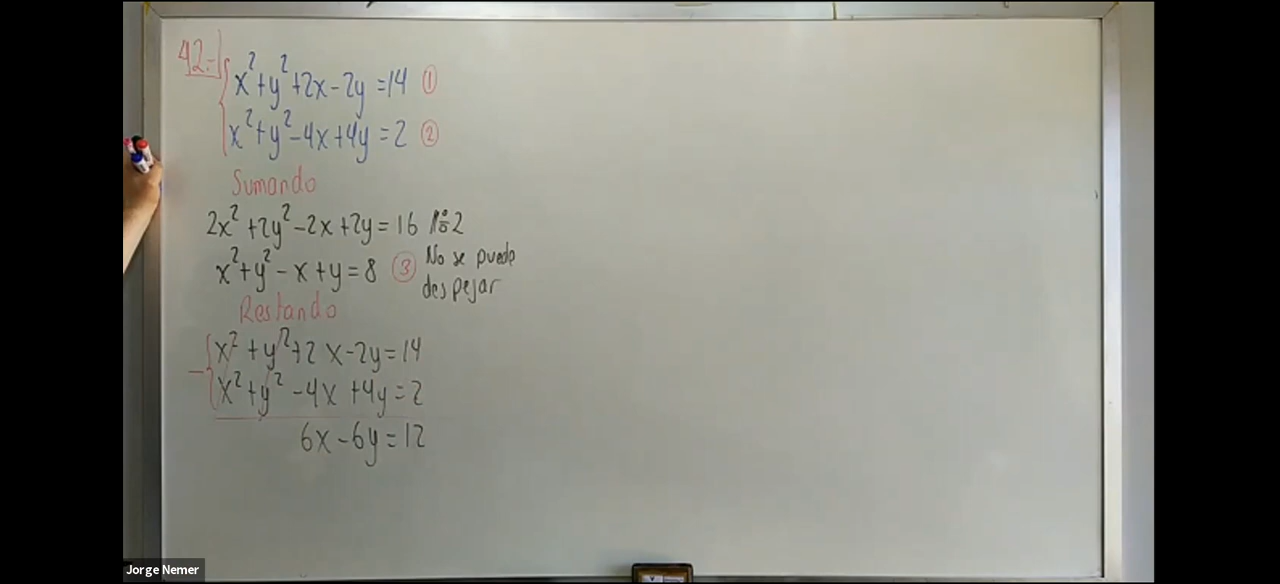 42.-
x²+y²+2x-2y=14 ①
x²+y²-4x+4y=2 ②
Sumando
2x²+2y²-2x+2y=16 //÷2
x²+y²-x+y=8 ③ No se puede
despejar
Restando
x²+y²+2x-2y=14
- x²+y²-4x+4y=2
6x-6y=12
Jorge Nemer